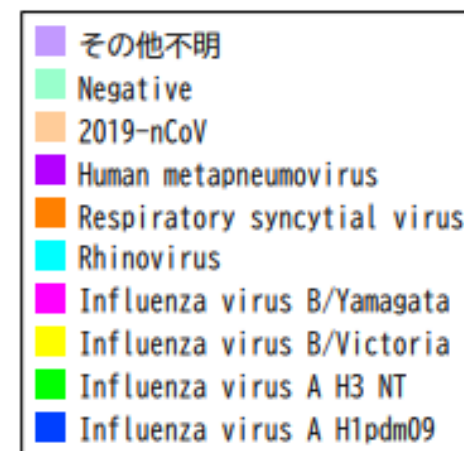 その他不明
Negative
2019-nCoV
Human metapneumovirus
Respiratory syncytial virus
Rhinovirus
Influenza virus B/Yamagata
Influenza virus B/Victoria
Influenza virus A H3 NT
Influenza virus A H1pdm09